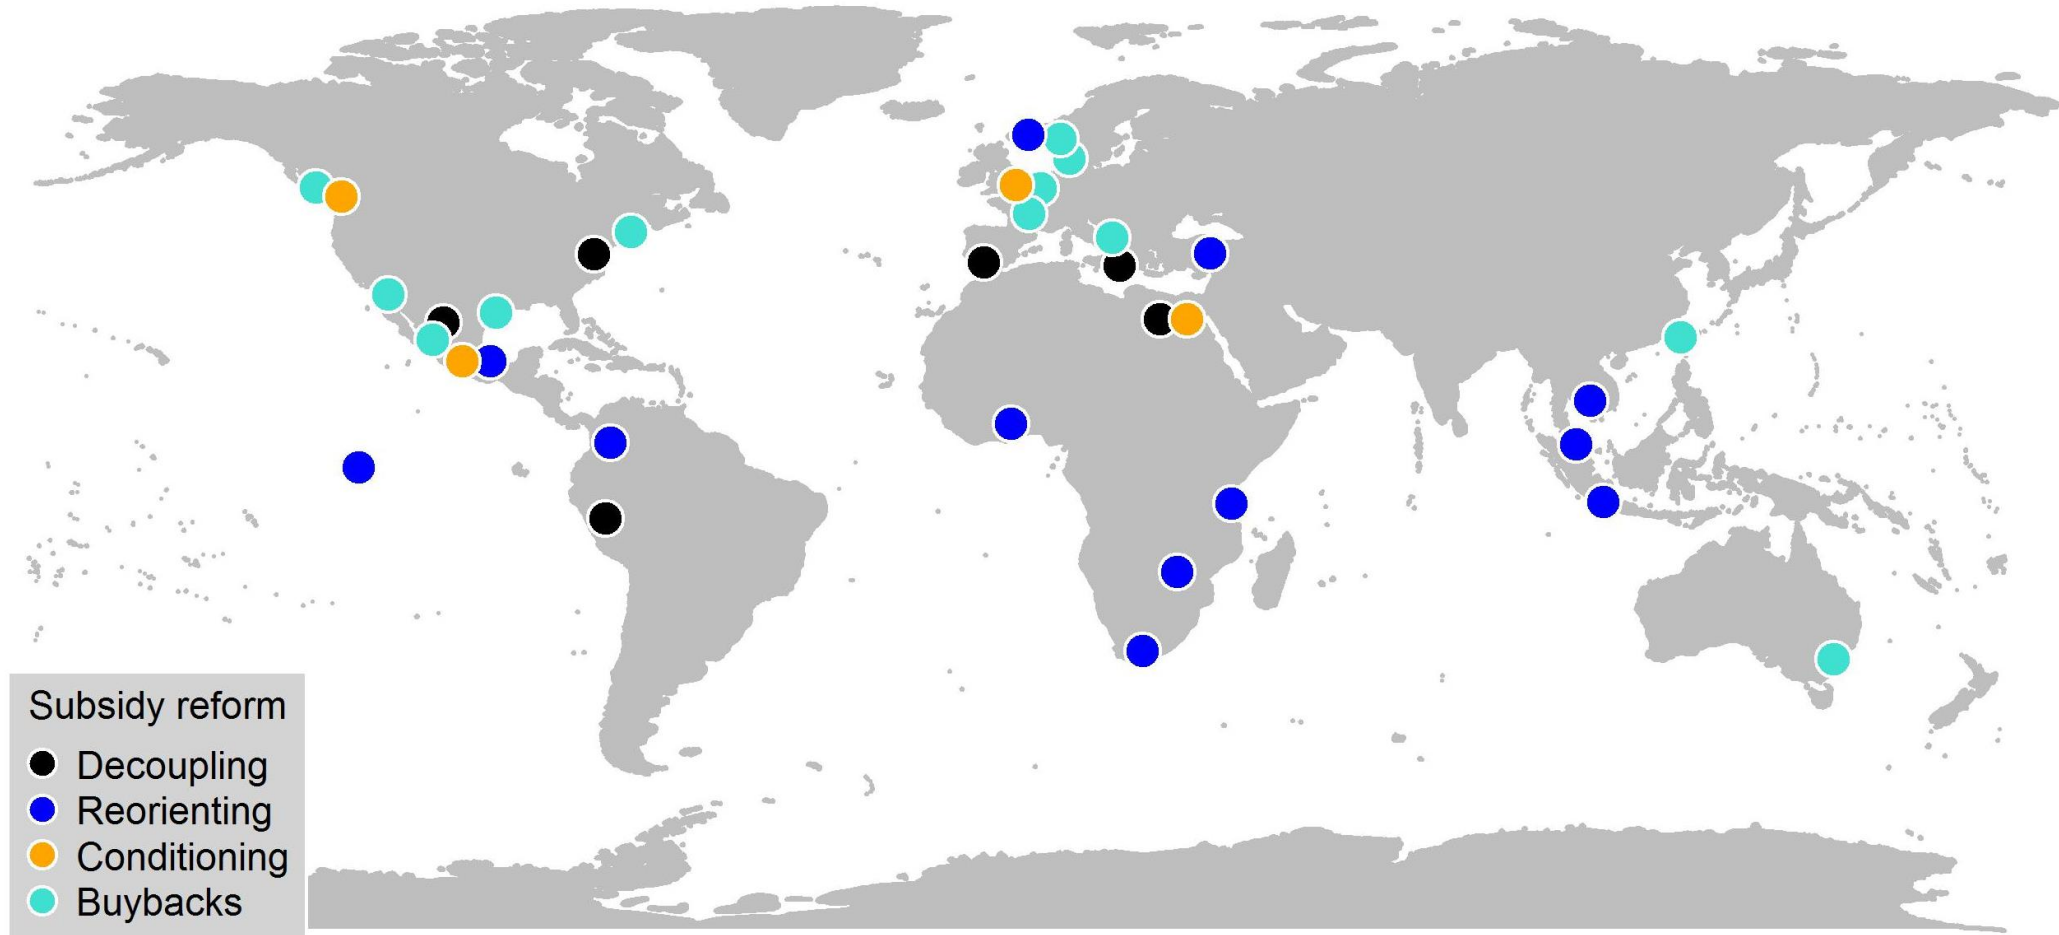 Subsidy reform
Decoupling
Reorienting
Conditioning
Buybacks